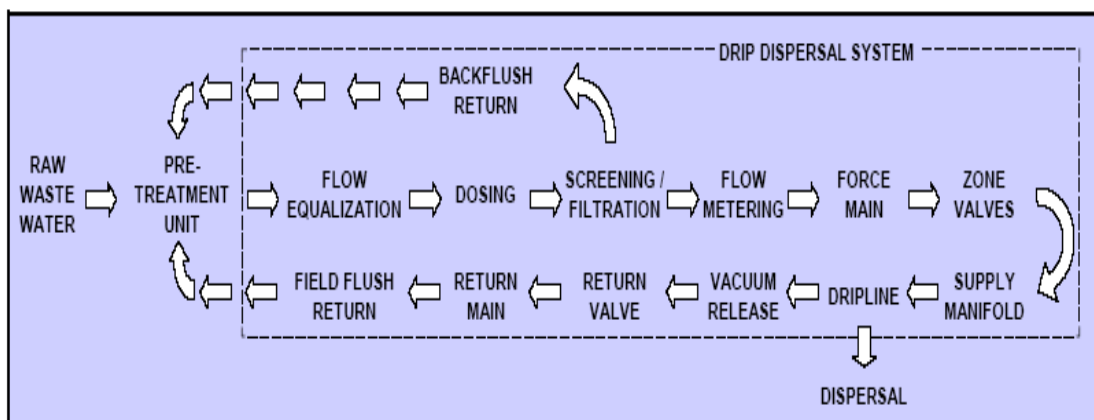 DRIP DISPERSAL SYSTEM
BACKFLUSH
RETURN
RAW
WASTE
WATER
PRE-
TREATMENT
UNIT
FLOW
EQUALIZATION
DOSING
SCREENING /
FILTRATION
FLOW
METERING
FORCE
MAIN
ZONE
VALVES
SUPPLY
MANIFOLD
DRIPLINE
VACUUM
RELEASE
RETURN
VALVE
RETURN
MAIN
FIELD FLUSH
RETURN
DISPERSAL